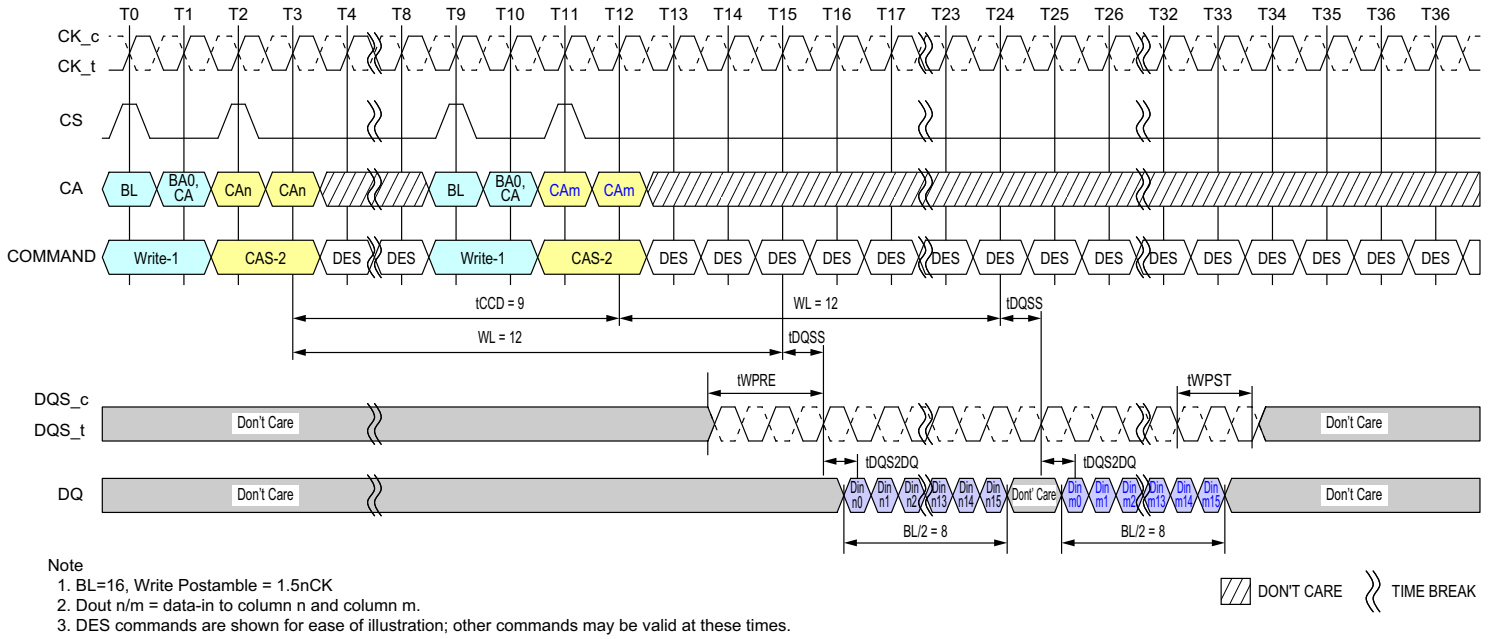 T0 T1 T2 T3 T4 T8 T9 T10 T11 T12 T13 T14 T15 T16 T17 T23 T24 T25 T26 T32 T33 T34 T35 T36 T36
CK_c
CK_t
CS
CA BL BA0, CA CAn CAn BL BA0, CA CAm CAm
COMMAND Write-1 CAS-2 DES DES Write-1 CAS-2 DES DES DES DES DES DES DES DES DES DES DES DES DES DES DES
tCCD = 9 WL = 12 tDQSS
WL = 12 tDQSS
tWPRE tWPST
DQS_c
DQS_t Don't Care Don't Care
tDQS2DQ tDQS2DQ
DQ Don't Care Din n0 Din n1 Din n2 Din n13 Din n14 Din n15 Dont' Care Din m0 Din m1 Din m2 Din m13 Din m14 Din m15 Don't Care
BL/2 = 8 BL/2 = 8
Note
1. BL=16, Write Postamble = 1.5nCK
2. Dout n/m = data-in to column n and column m.
3. DES commands are shown for ease of illustration; other commands may be valid at these times.
DON'T CARE TIME BREAK